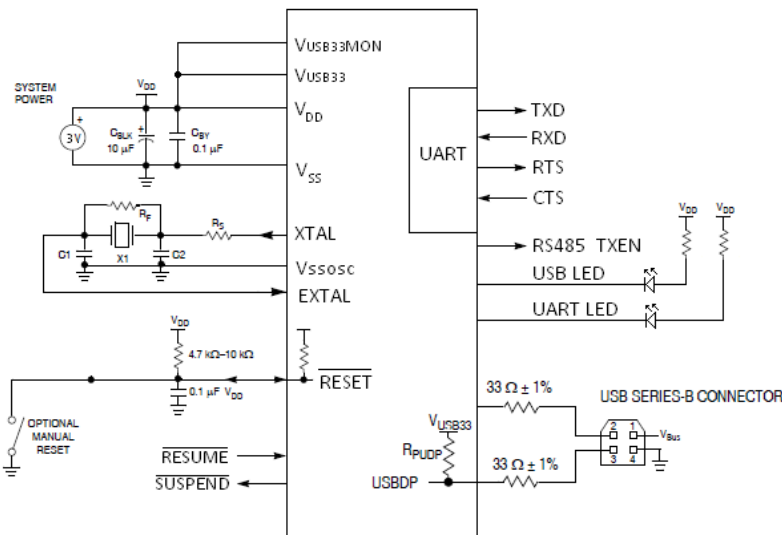 SYSTEM
POWER
+
3V
VDD
CBLK
10 µF
+
CBY
0.1 µF
VUSB33MON
VUSB33
VDD
VSS
RF
RS
C1
X1
C2
XTAL
Vssosc
EXTAL
VDD
4.7 kΩ–10 kΩ
0.1 µF VDD
RESET
OPTIONAL
MANUAL
RESET
RESUME
SUSPEND
UART
TXD
RXD
RTS
CTS
RS485 TXEN
USB LED
UART LED
VDD
VDD
33 Ω ± 1%
USB SERIES-B CONNECTOR
2 1
3 4
VBus
VUSB33
RPUDP
33 Ω ± 1%
USBDP